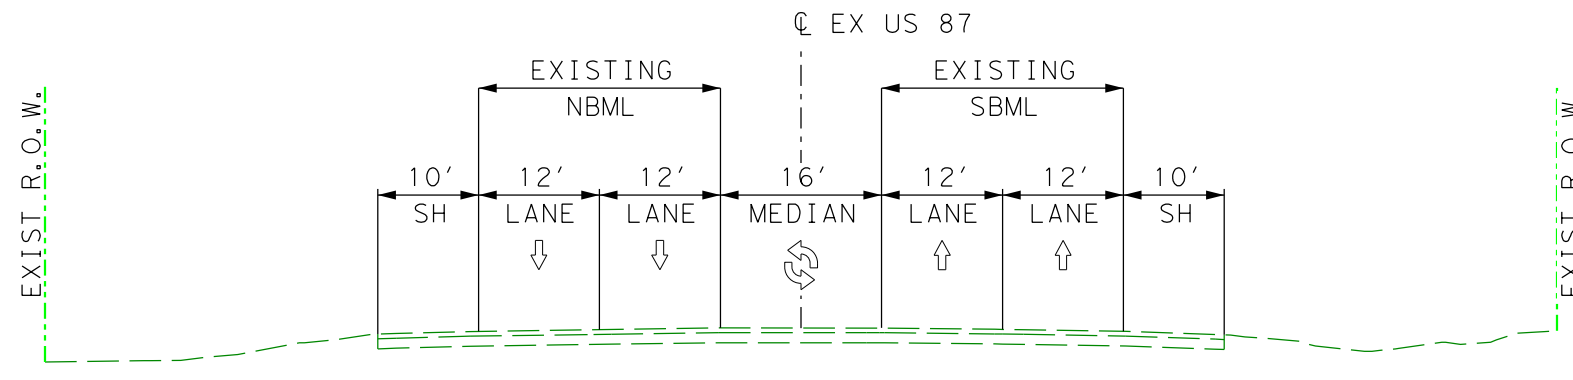 ℄ EX US 87
EXISTING
NBML
EXISTING
SBML
10' 12' 12' 16' 12' 12' 10'
SH LANE LANE MEDIAN LANE LANE SH
EXIST R.O.W.
EXIST R.O.W.